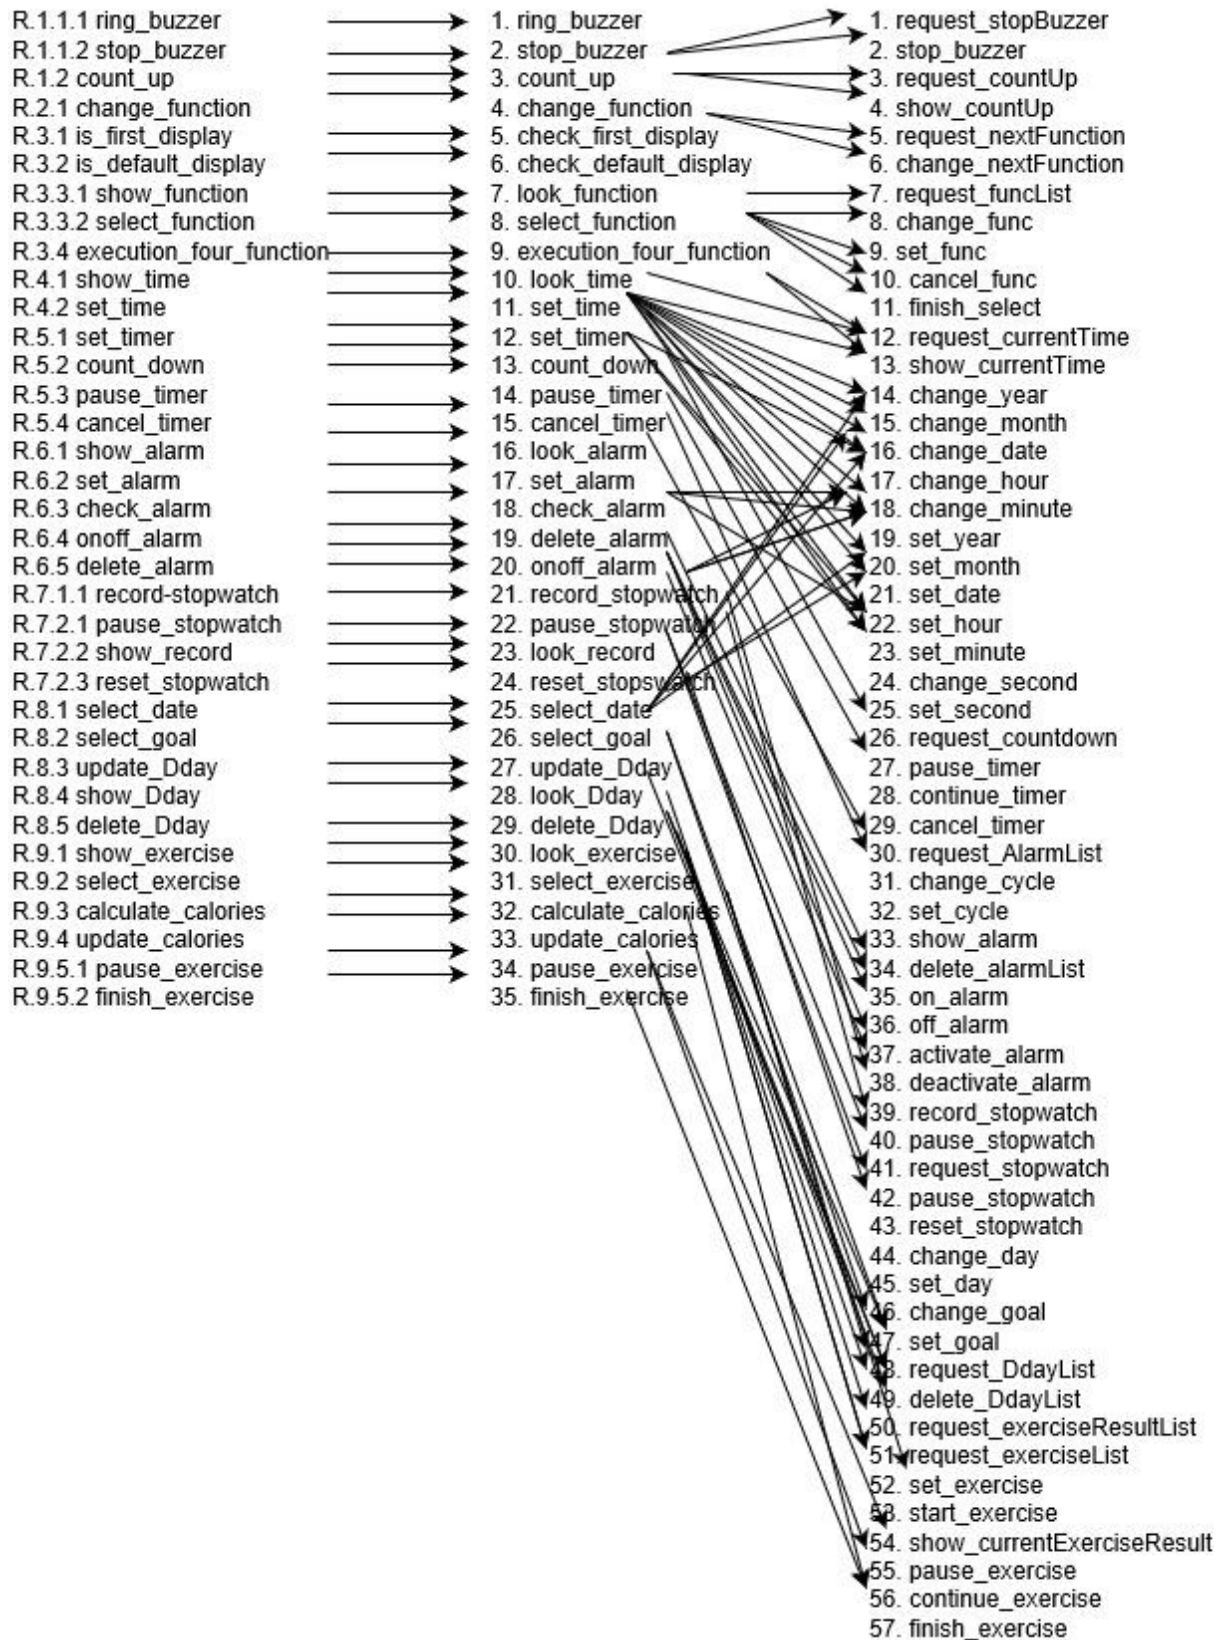 R.1.1.1 ring_buzzer
R.1.1.2 stop_buzzer
R.1.2 count_up
R.2.1 change_function
R.3.1 is_first_display
R.3.2 is_default_display
R.3.3.1 show_function
R.3.3.2 select_function
R.3.4 execution_four_function
R.4.1 show_time
R.4.2 set_time
R.5.1 set_timer
R.5.2 count_down
R.5.3 pause_timer
R.5.4 cancel_timer
R.6.1 show_alarm
R.6.2 set_alarm
R.6.3 check_alarm
R.6.4 onoff_alarm
R.6.5 delete_alarm
R.7.1.1 record-stopwatch
R.7.2.1 pause_stopwatch
R.7.2.2 show_record
R.7.2.3 reset_stopwatch
R.8.1 select_date
R.8.2 select_goal
R.8.3 update_Dday
R.8.4 show_Dday
R.8.5 delete_Dday
R.9.1 show_exercise
R.9.2 select_exercise
R.9.3 calculate_calories
R.9.4 update_calories
R.9.5.1 pause_exercise
R.9.5.2 finish_exercise
1. ring_buzzer
2. stop_buzzer
3. count_up
4. change_function
5. check_first_display
6. check_default_display
7. look_function
8. select_function
9. execution_four_function
10. look_time
11. set_time
12. set_timer
13. count_down
14. pause_timer
15. cancel_timer
16. look_alarm
17. set_alarm
18. check_alarm
19. delete_alarm
20. onoff_alarm
21. record_stopwatch
22. pause_stopwatch
23. look_record
24. reset_stopswatch
25. select_date
26. select_goal
27. update_Dday
28. look_Dday
29. delete_Dday
30. look_exercise
31. select_exercise
32. calculate_calories
33. update_calories
34. pause_exercise
35. finish_exercise
1. request_stopBuzzer
2. stop_buzzer
3. request_countUp
4. show_countUp
5. request_nextFunction
6. change_nextFunction
7. request_funcList
8. change_func
9. set_func
10. cancel_func
11. finish_select
12. request_currentTime
13. show_currentTime
14. change_year
15. change_month
16. change_date
17. change_hour
18. change_minute
19. set_year
20. set_month
21. set_date
22. set_hour
23. set_minute
24. change_second
25. set_second
26. request_countdown
27. pause_timer
28. continue_timer
29. cancel_timer
30. request_AlarmList
31. change_cycle
32. set_cycle
33. show_alarm
34. delete_alarmList
35. on_alarm
36. off_alarm
37. activate_alarm
38. deactivate_alarm
39. record_stopwatch
40. pause_stopwatch
41. request_stopwatch
42. pause_stopwatch
43. reset_stopwatch
44. change_day
45. set_day
46. change_goal
47. set_goal
48. request_DdayList
49. delete_DdayList
50. request_exerciseResultList
51. request_exerciseList
52. set_exercise
53. start_exercise
54. show_currentExerciseResult
55. pause_exercise
56. continue_exercise
57. finish_exercise